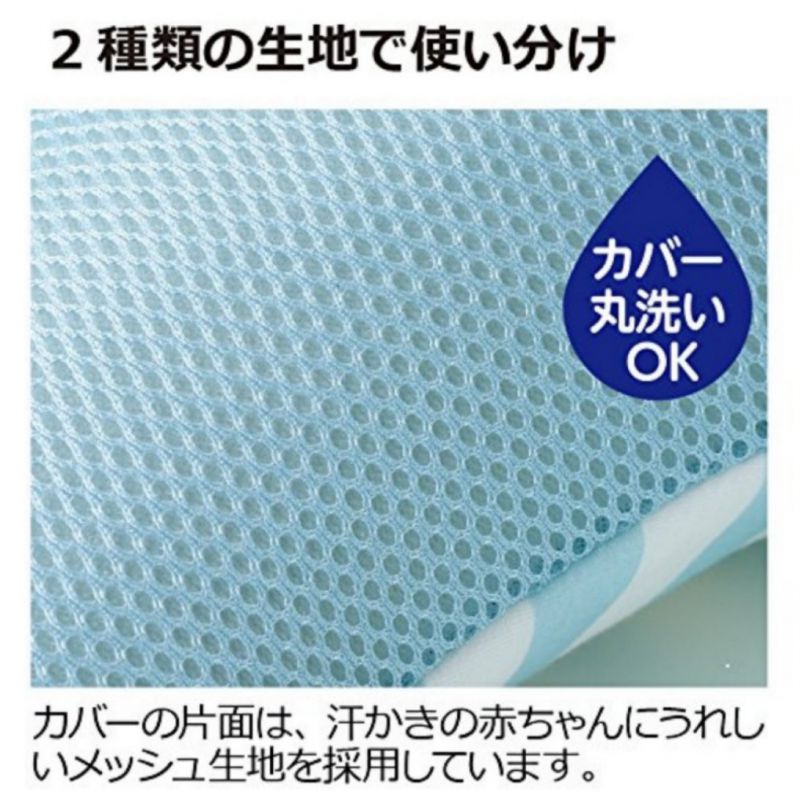 2種類の生地で使い分け
カバー
丸洗い
OK
カバーの片面は、汗かきの赤ちゃんにうれし
いメッシュ生地を採用しています。